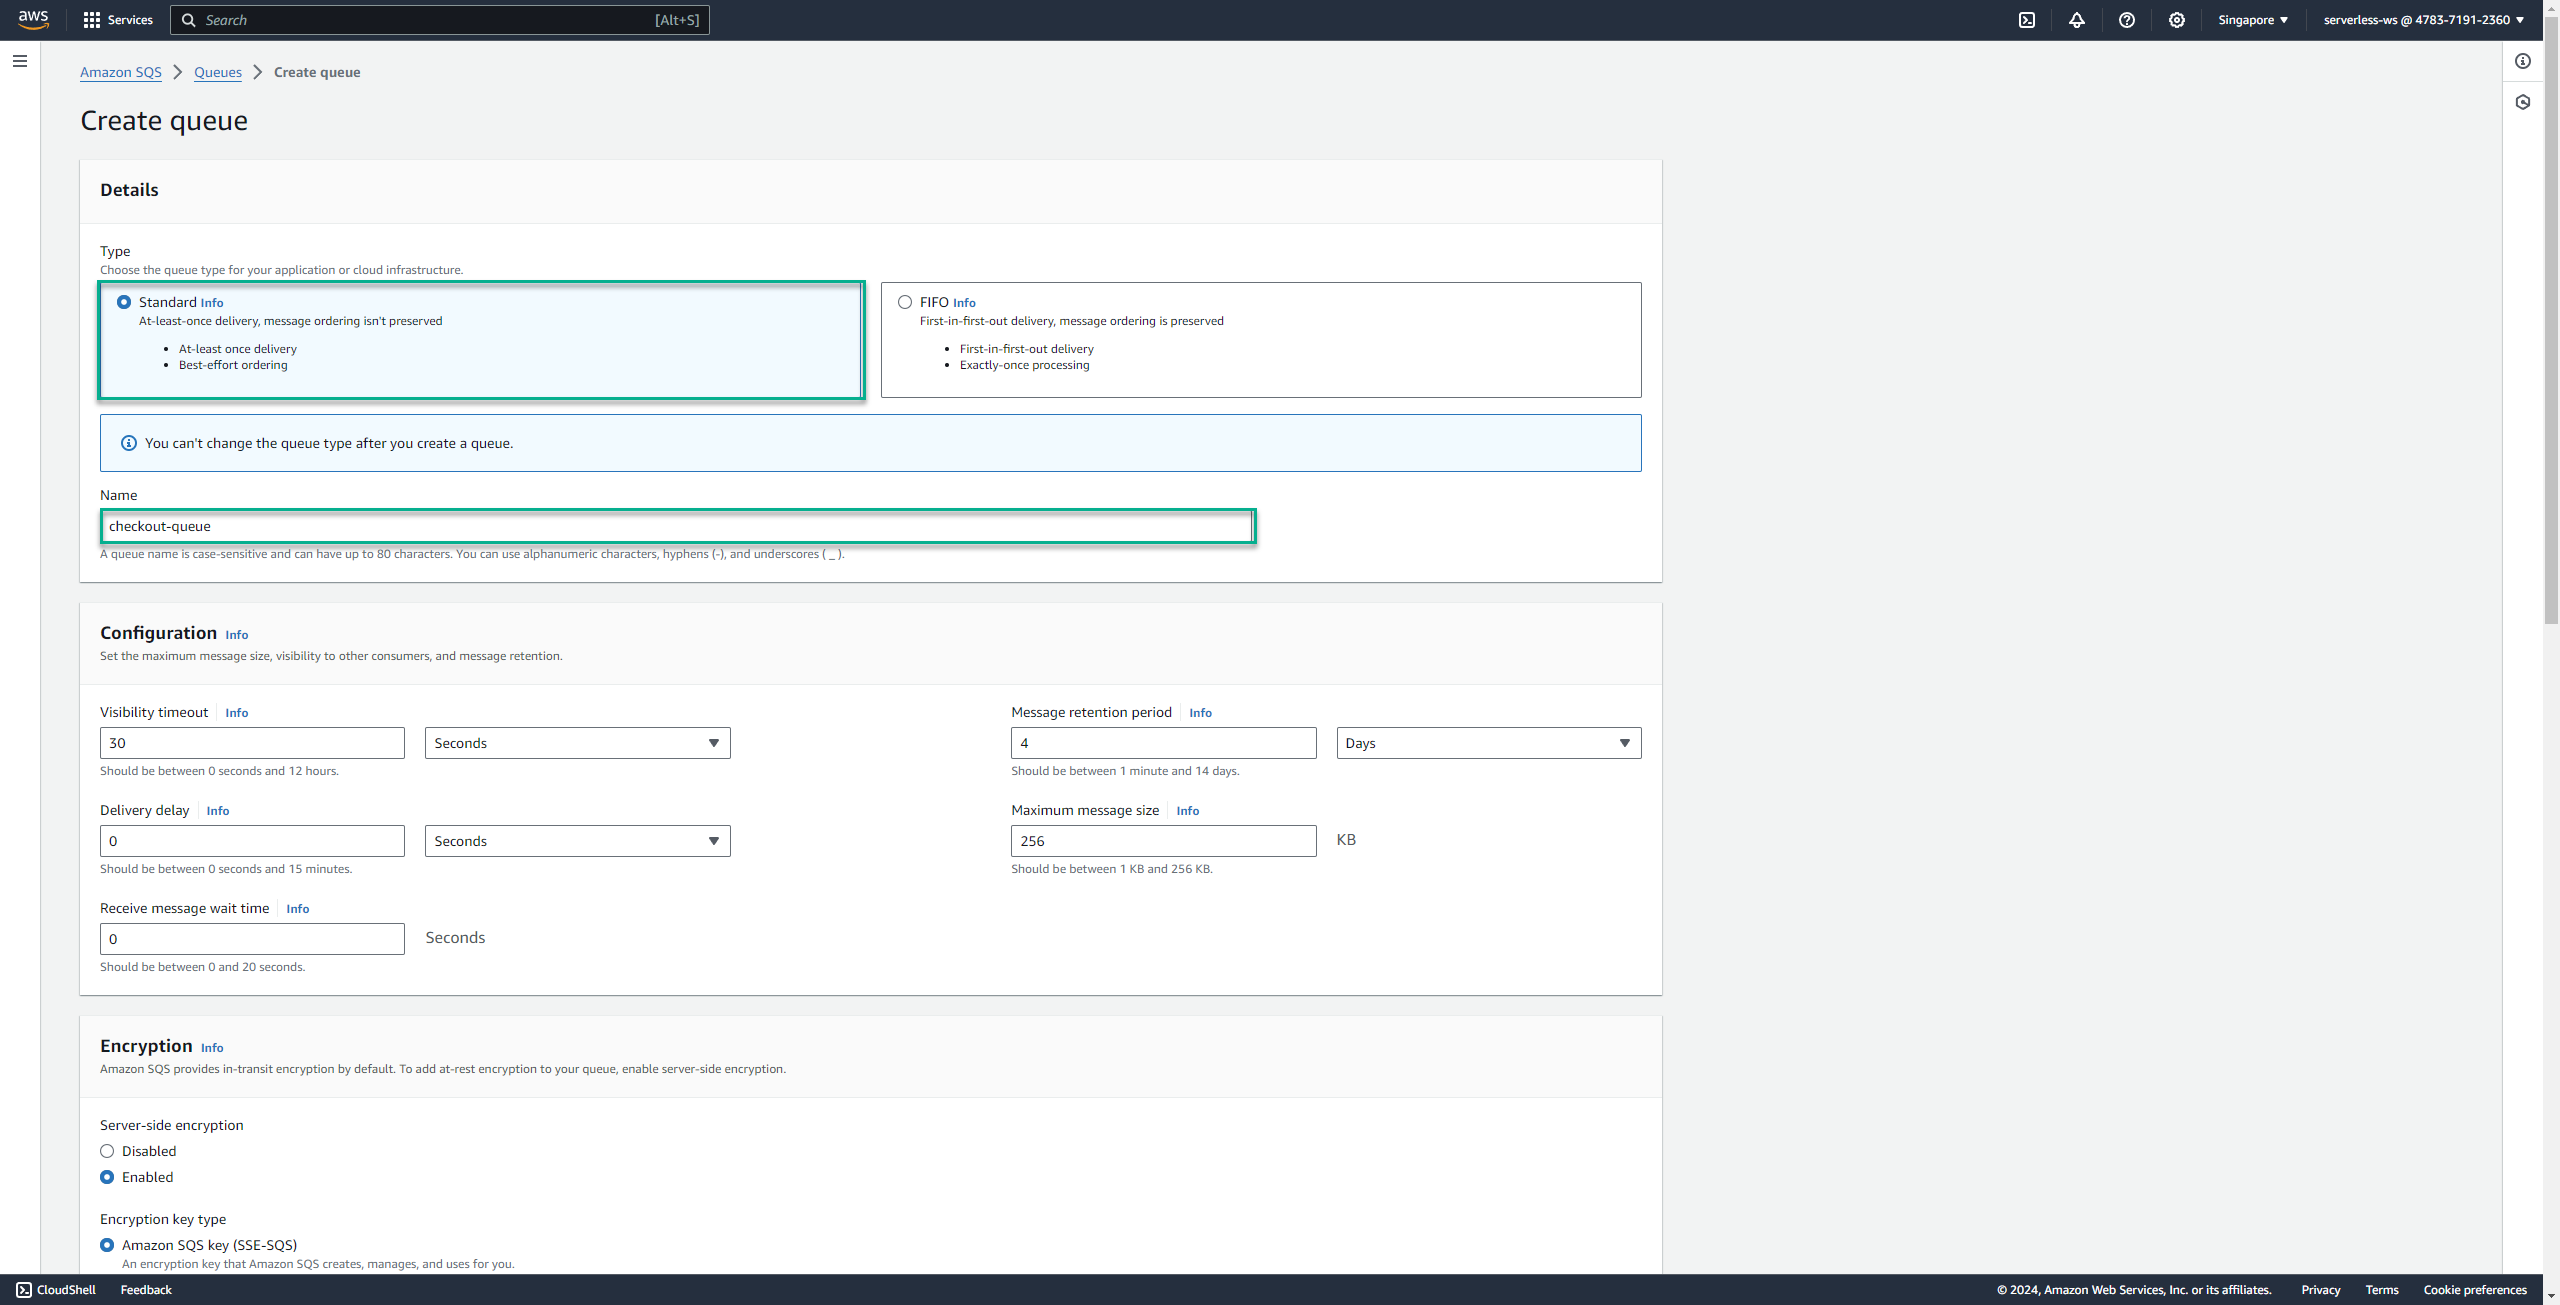 aws Services Search [Alt+S] Singapore ▼ serverless-ws @ 4783-7191-2360 ▼
Amazon SQS > Queues > Create queue
Create queue
Details
Type
Choose the queue type for your application or cloud infrastructure.
Standard Info
At-least-once delivery, message ordering isn't preserved
• At-least once delivery
• Best-effort ordering
FIFO Info
First-in-first-out delivery, message ordering is preserved
• First-in-first-out delivery
• Exactly-once processing
You can't change the queue type after you create a queue.
Name
checkout-queue
A queue name is case-sensitive and can have up to 80 characters. You can use alphanumeric characters, hyphens (-), and underscores ( _ ).
Configuration Info
Set the maximum message size, visibility to other consumers, and message retention.
Visibility timeout Info
30 Seconds
Should be between 0 seconds and 12 hours.
Message retention period Info
4 Days
Should be between 1 minute and 14 days.
Delivery delay Info
0 Seconds
Should be between 0 seconds and 15 minutes.
Maximum message size Info
256 KB
Should be between 1 KB and 256 KB.
Receive message wait time Info
0 Seconds
Should be between 0 and 20 seconds.
Encryption Info
Amazon SQS provides in-transit encryption by default. To add at-rest encryption to your queue, enable server-side encryption.
Server-side encryption
Disabled
Enabled
Encryption key type
Amazon SQS key (SSE-SQS)
An encryption key that Amazon SQS creates, manages, and uses for you.
CloudShell Feedback © 2024, Amazon Web Services, Inc. or its affiliates. Privacy Terms Cookie preferences